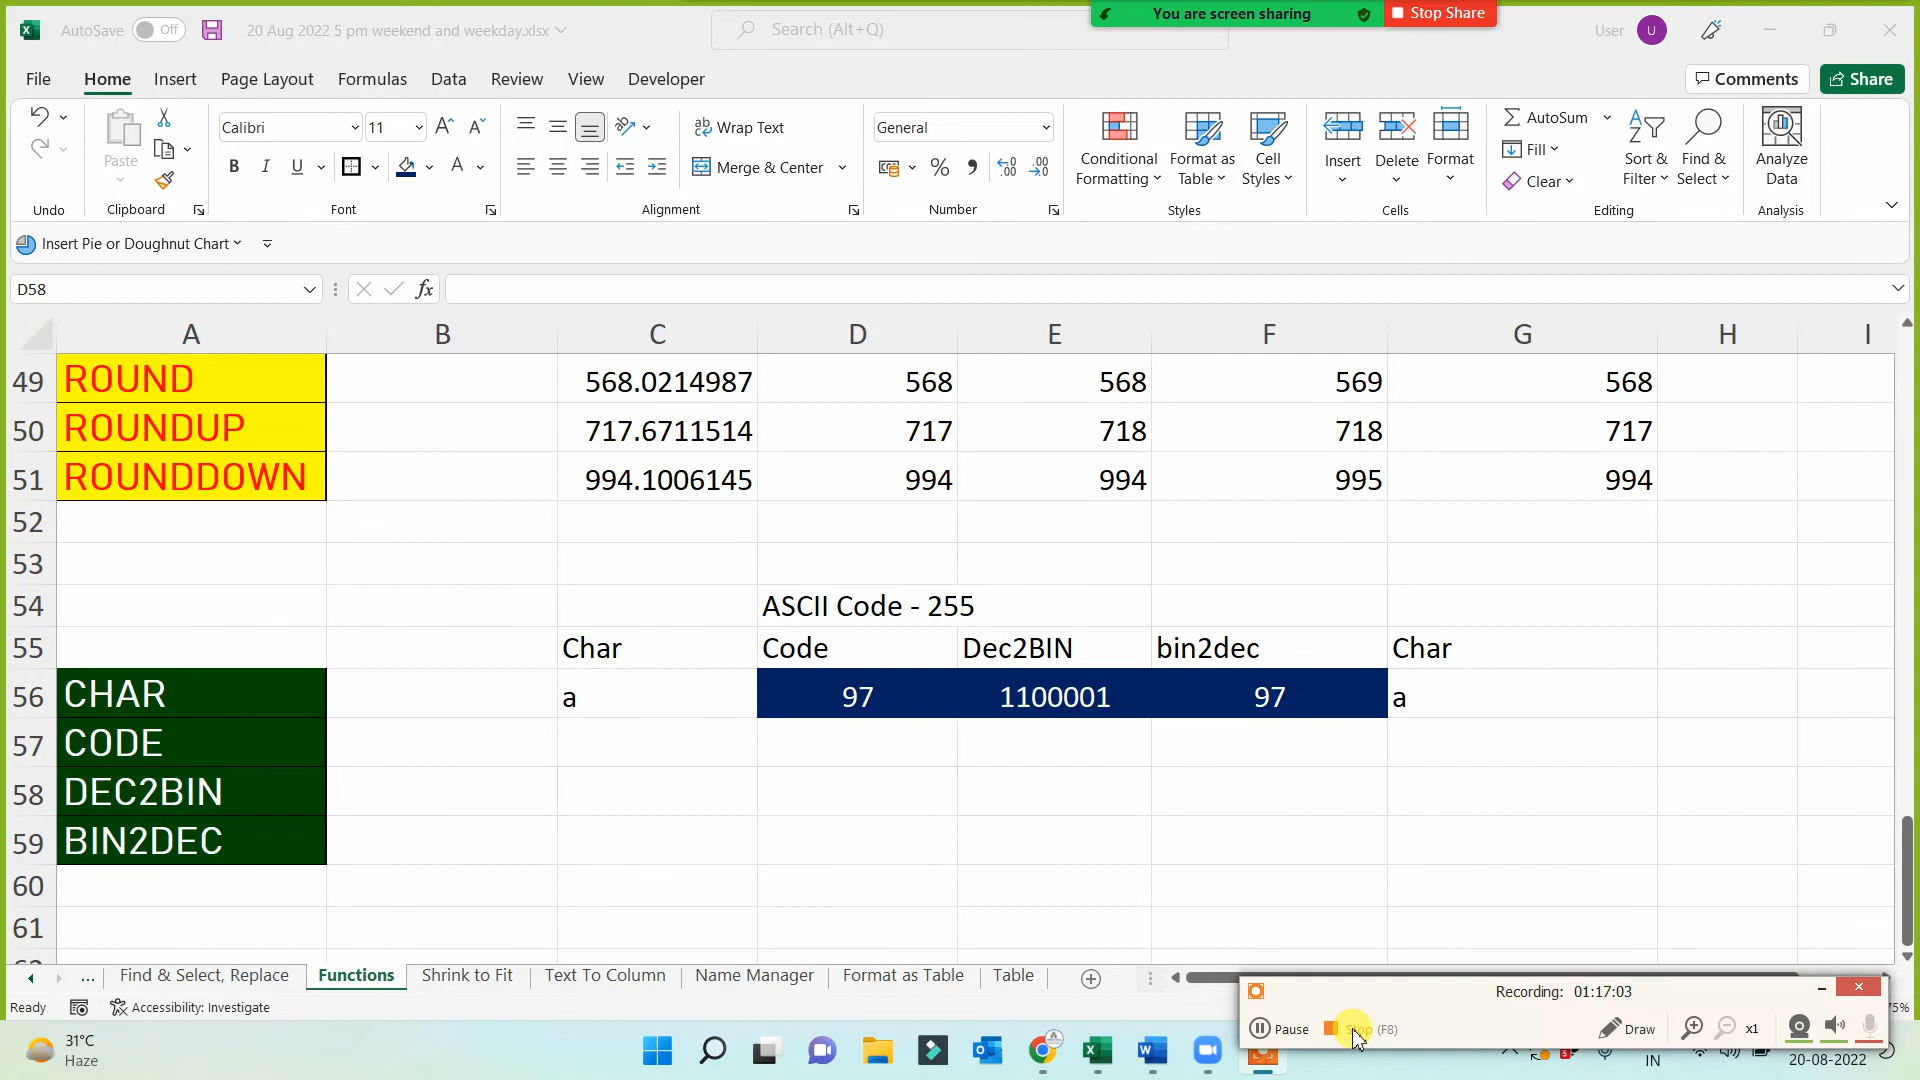 You are screen sharing
Stop Share
AutoSave Off
20 Aug 2022 5 pm weekend and weekday.xlsx
Search (Alt+Q)
User U
File Home Insert Page Layout Formulas Data Review View Developer
Comments Share
Paste
Calibri 11
Wrap Text
Merge & Center
General
Conditional Formatting
Format as Table
Cell Styles
Insert Delete Format
AutoSum
Fill
Clear
Sort & Filter
Find & Select
Analyze Data
Undo Clipboard Font Alignment Number Styles Cells Editing Analysis
Insert Pie or Doughnut Chart
D58 fx
A B C D E F G H I
49 ROUND 568.0214987 568 568 569 568
50 ROUNDUP 717.6711514 717 718 718 717
51 ROUNDDOWN 994.1006145 994 994 995 994
52
53
54 ASCII Code - 255
55 Char Code Dec2BIN bin2dec Char
56 CHAR a 97 1100001 97 a
57 CODE
58 DEC2BIN
59 BIN2DEC
60
61
... Find & Select, Replace Functions Shrink to Fit Text To Column Name Manager Format as Table Table
Recording: 01:17:03
Ready Accessibility: Investigate
Pause Stop (F8) Draw x1
31°C
Haze
IN
20-08-2022